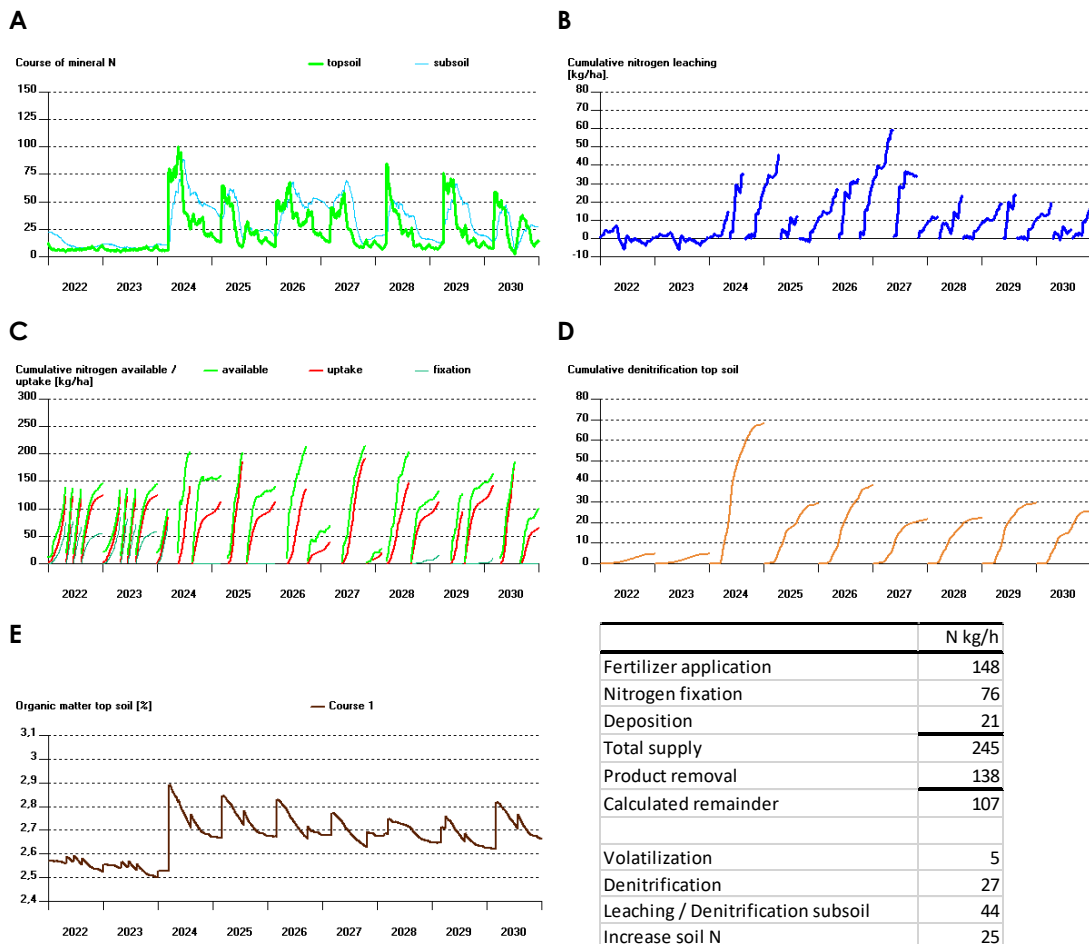 A
Course of mineral N
topsoil
subsoil
150
125
100
75
50
25
0
2022 2023 2024 2025 2026 2027 2028 2029 2030
B
Cumulative nitrogen leaching
[kg/ha].
80
70
60
50
40
30
20
10
0
-10
2022 2023 2024 2025 2026 2027 2028 2029 2030
C
Cumulative nitrogen available /
uptake [kg/ha]
available
uptake
fixation
300
250
200
150
100
50
0
2022 2023 2024 2025 2026 2027 2028 2029 2030
D
Cumulative denitrification top soil
80
70
60
50
40
30
20
10
0
2022 2023 2024 2025 2026 2027 2028 2029 2030
E
Organic matter top soil [%]
Course 1
3,1
3
2,9
2,8
2,7
2,6
2,5
2,4
2022 2023 2024 2025 2026 2027 2028 2029 2030
N kg/h
Fertilizer application 148
Nitrogen fixation 76
Deposition 21
Total supply 245
Product removal 138
Calculated remainder 107
Volatilization 5
Denitrification 27
Leaching / Denitrification subsoil 44
Increase soil N 25